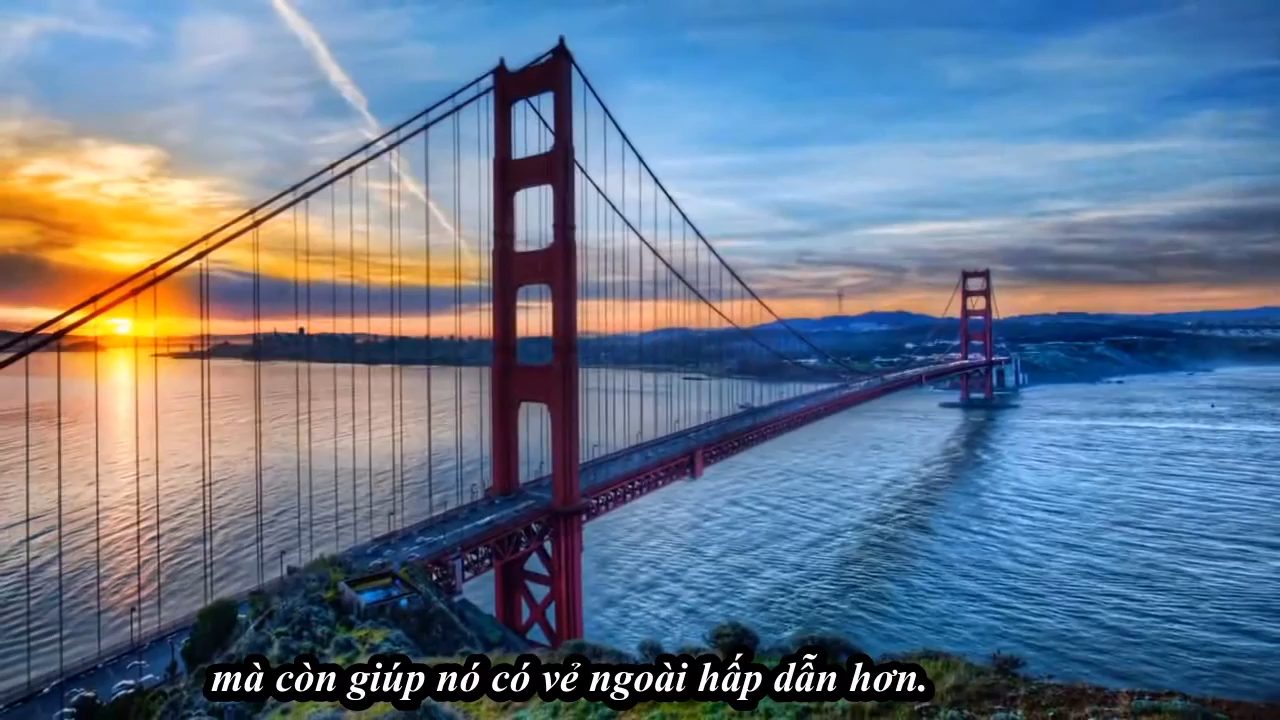 mà còn giúp nó có vẻ ngoài hấp dẫn hơn.